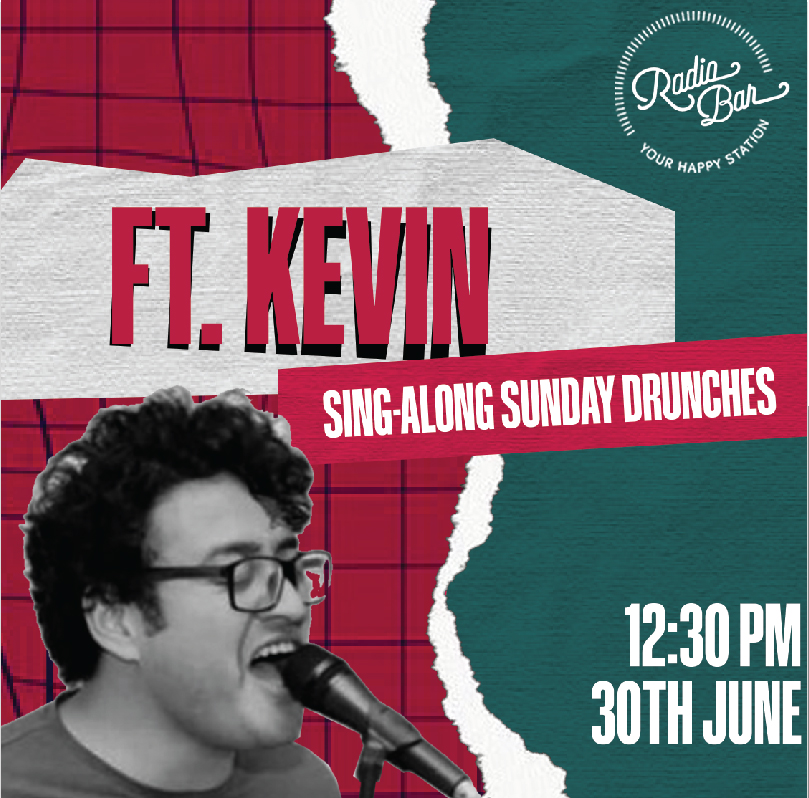 Radio
Bar
YOUR HAPPY STATION
FT. KEVIN
SING-ALONG SUNDAY DRUNCHES
12:30 PM
30TH JUNE